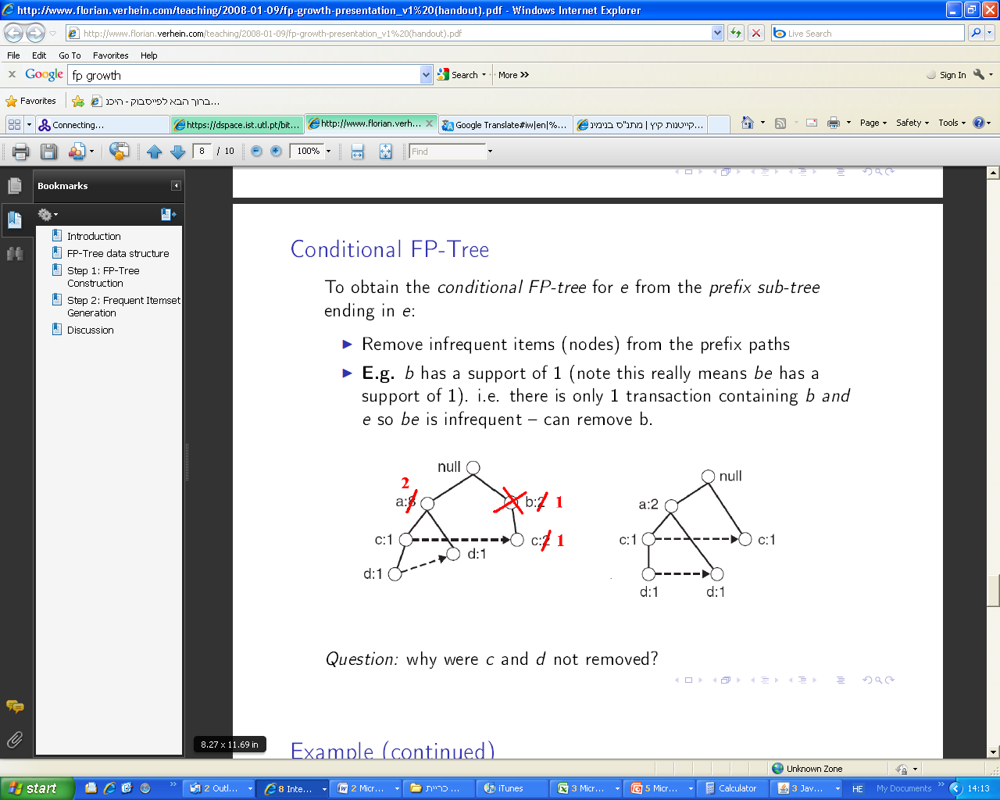 http://www.florian.verhein.com/teaching/2008-01-09/fp-growth-presentation_v1%20(handout).pdf - Windows Internet Explorer
http://www.florian.verhein.com/teaching/2008-01-09/fp-growth-presentation_v1%20(handout).pdf
Live Search
File Edit Go To Favorites Help
x Google fp growth Search More >> Sign In
Favorites ברוך הבא לפייסבוק - היכנ...
Connecting... https://dspace.ist.utl.pt/bit... http://www.florian.verh... x Google Translate#iw|en|%... קייטנות קיץ | מתנ"ס בנימינ... Page Safety Tools
8 / 10 100% Find
Bookmarks
Introduction
FP-Tree data structure
Step 1: FP-Tree
Construction
Step 2: Frequent Itemset
Generation
Discussion
Conditional FP-Tree
To obtain the conditional FP-tree for e from the prefix sub-tree
ending in e:
Remove infrequent items (nodes) from the prefix paths
E.g. b has a support of 1 (note this really means be has a
support of 1). i.e. there is only 1 transaction containing b and
e so be is infrequent – can remove b.
null
2
a:8
b:2 1
c:1
c:2 1
d:1
d:1
null
a:2
c:1
c:1
d:1
d:1
Question: why were c and d not removed?
Example (continued)
8.27 x 11.69 in
Unknown Zone
start 2 Outl... 8 Inte... 2 Micr... כריית ... iTunes 3 Micr... 5 Micr... Calculator 3 Jav... HE My Documents 14:13